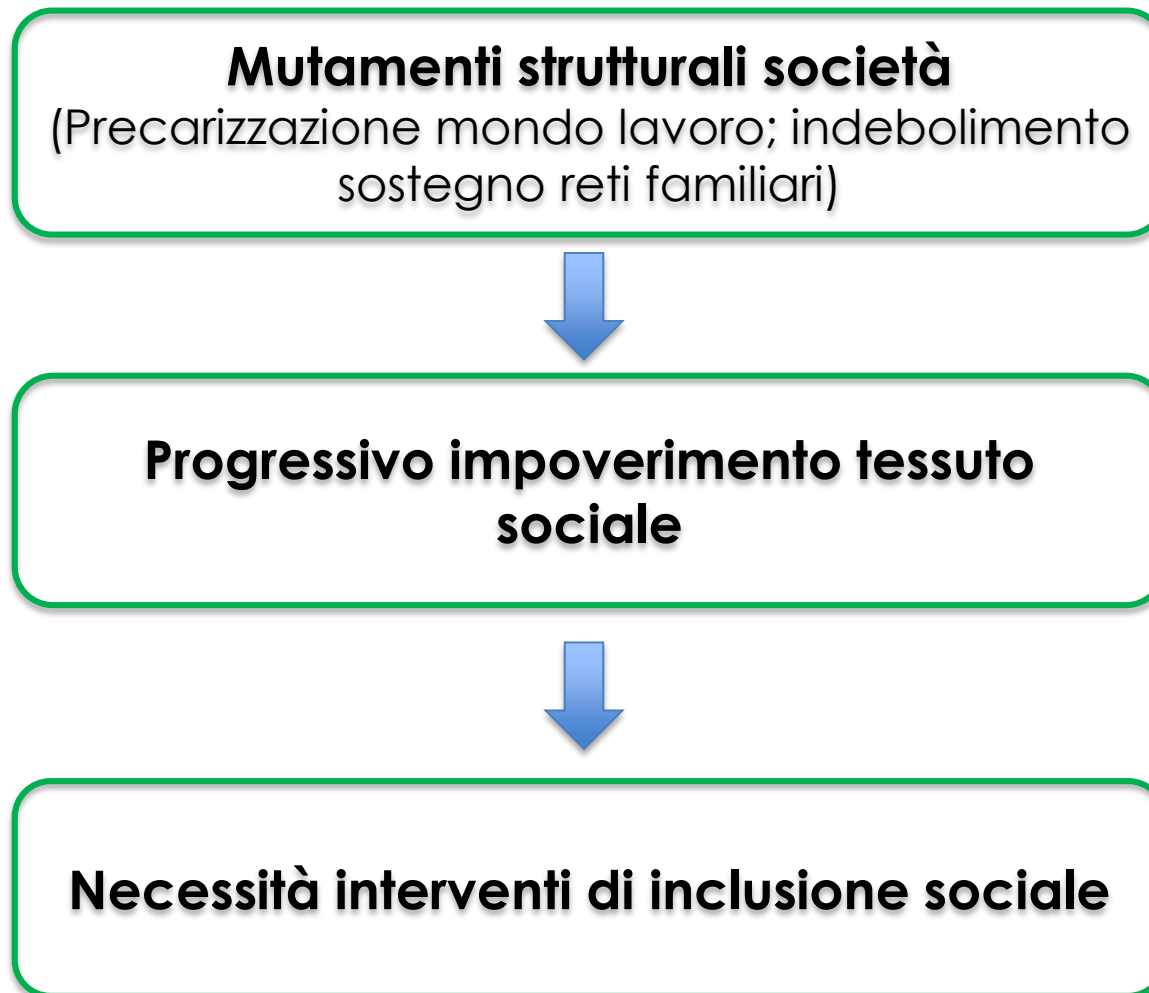 Mutamenti strutturali società
(Precarizzazione mondo lavoro; indebolimento
sostegno reti familiari)
Progressivo impoverimento tessuto
sociale
Necessità interventi di inclusione sociale